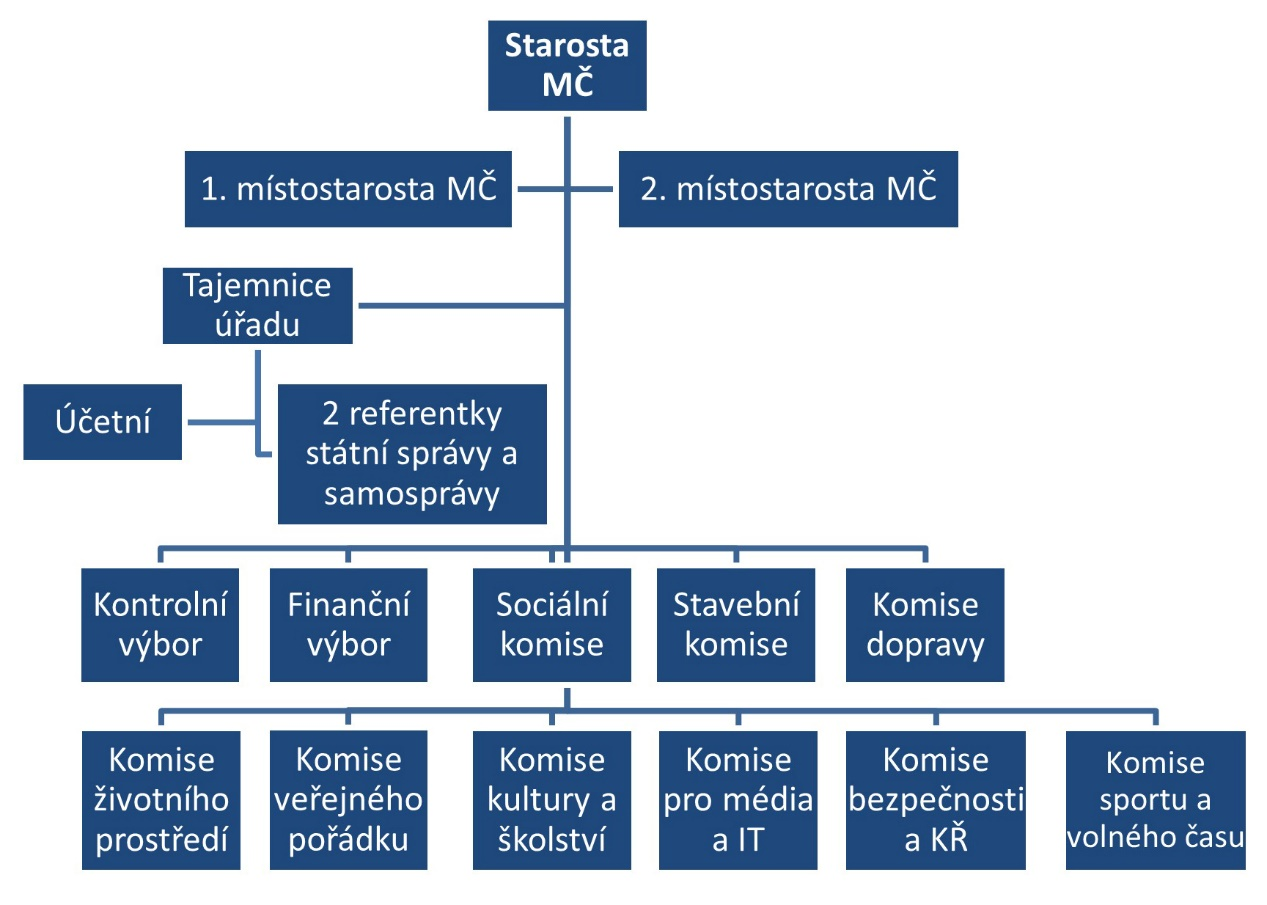 Starosta
MČ
1. místostarosta MČ
2. místostarosta MČ
Tajemnice
úřadu
Účetní
2 referentky
státní správy a
samosprávy
Kontrolní
výbor
Finanční
výbor
Sociální
komise
Stavební
komise
Komise
dopravy
Komise
životního
prostředí
Komise
veřejného
pořádku
Komise
kultury a
školství
Komise
pro média
a IT
Komise
bezpečnosti
a KŘ
Komise
sportu a
volného času